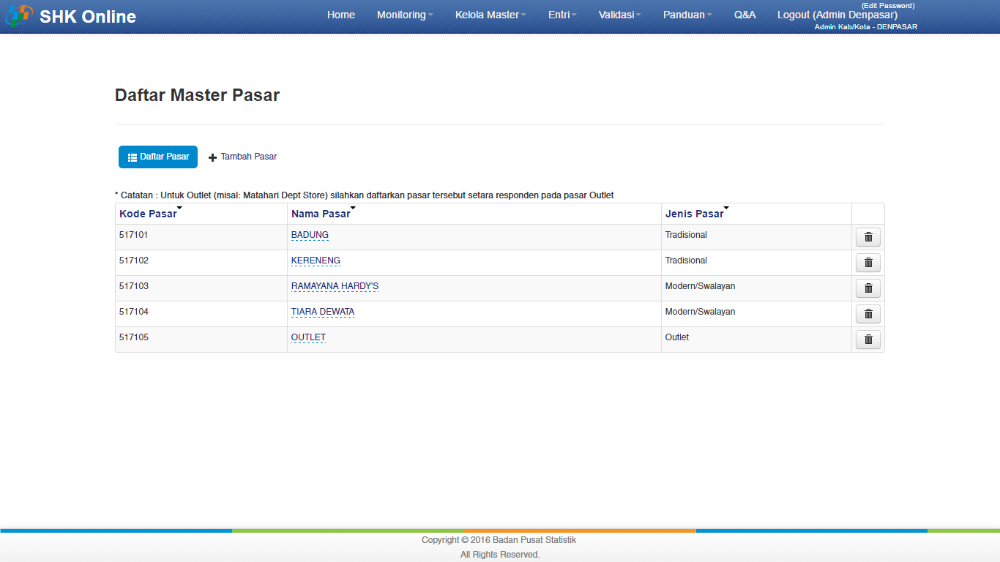 SHK Online
Home Monitoring Kelola Master Entri Validasi Panduan Q&A
(Edit Password)
Logout (Admin Denpasar)
Admin Kab/Kota - DENPASAR
Daftar Master Pasar
Daftar Pasar Tambah Pasar
* Catatan : Untuk Outlet (misal: Matahari Dept Store) silahkan daftarkan pasar tersebut setara responden pada pasar Outlet
Kode Pasar Nama Pasar Jenis Pasar
517101 BADUNG Tradisional
517102 KERENENG Tradisional
517103 RAMAYANA HARDY'S Modern/Swalayan
517104 TIARA DEWATA Modern/Swalayan
517105 OUTLET Outlet
Copyright © 2016 Badan Pusat Statistik
All Rights Reserved.